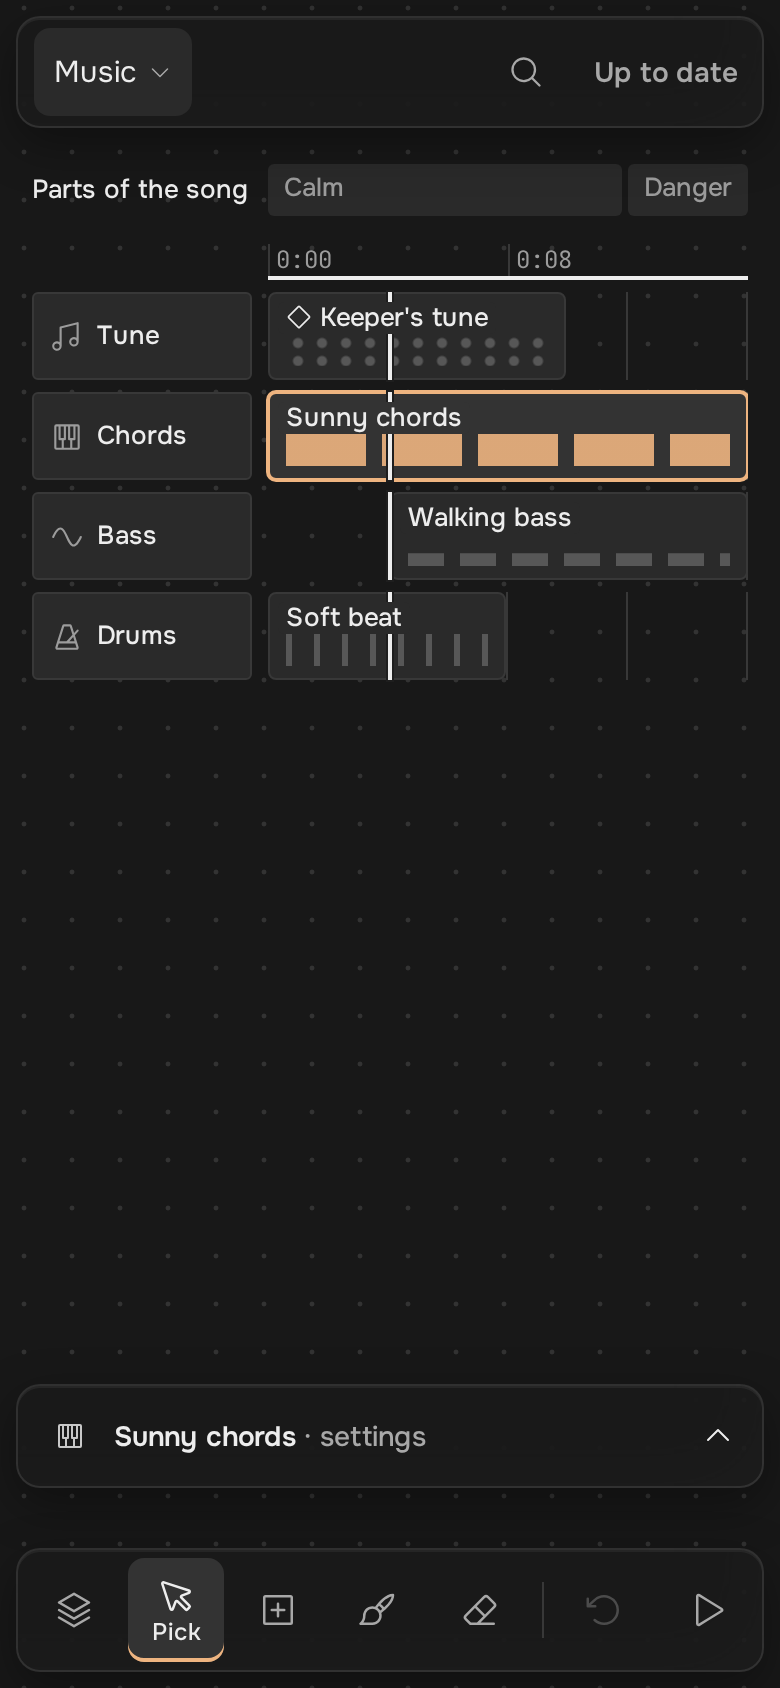 Music
Up to date
Parts of the song
Calm
Danger
0:00
0:08
Tune
Keeper's tune
Chords
Sunny chords
Bass
Walking bass
Drums
Soft beat
Sunny chords · settings
Pick